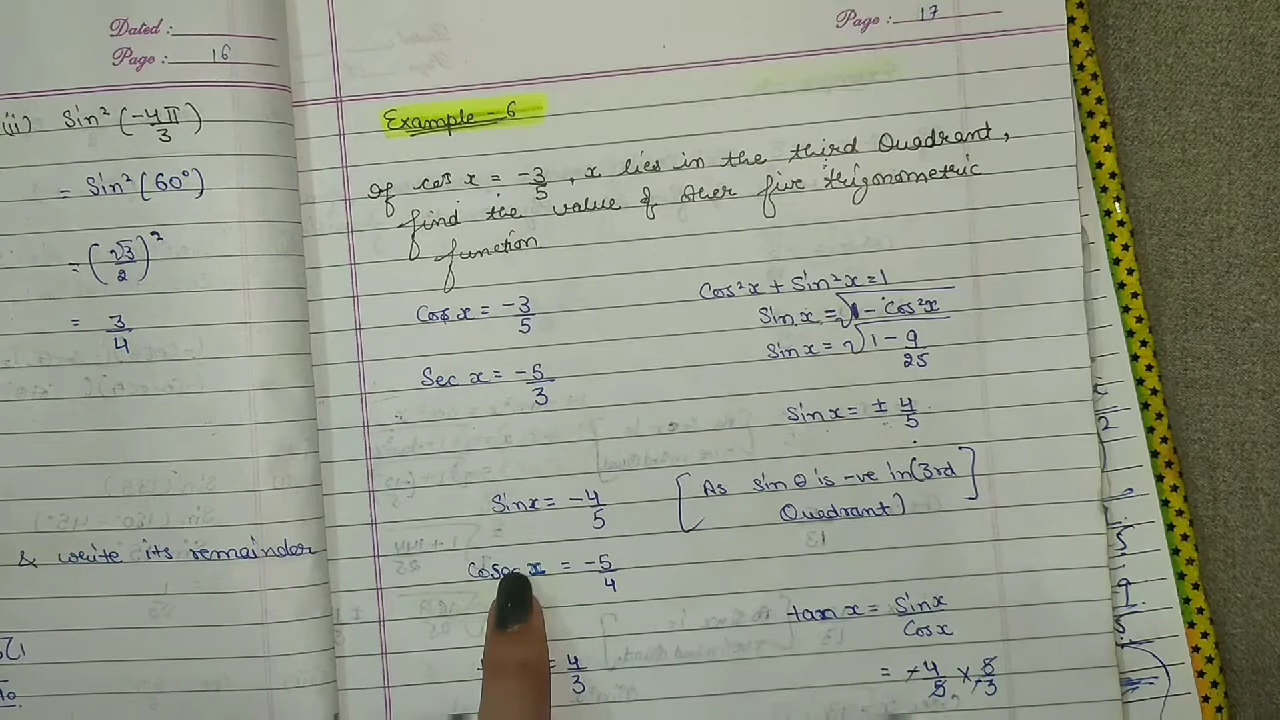 Dated :
Page : 16
(ii) Sin² (-4π/3)
= Sin² (60°)
= (√3/2)²
= 3/4
& write its remainder
Page : 17
Example - 6
If cos x = -3/5, x lies in the third Quadrant,
find the value of other five trigonometric
function
Cos x = -3/5
Sec x = -5/3
Cos²x + Sin²x = 1
Sin x = √1 - Cos²x
Sin x = √1 - 9/25
Sin x = ± 4/5
Sin x = -4/5 [As Sin θ is -ve in (3rd Quadrant)]
Cosec x = -5/4
= 4/3
tan x = Sin x/Cos x
= -4/5 × 5/-3